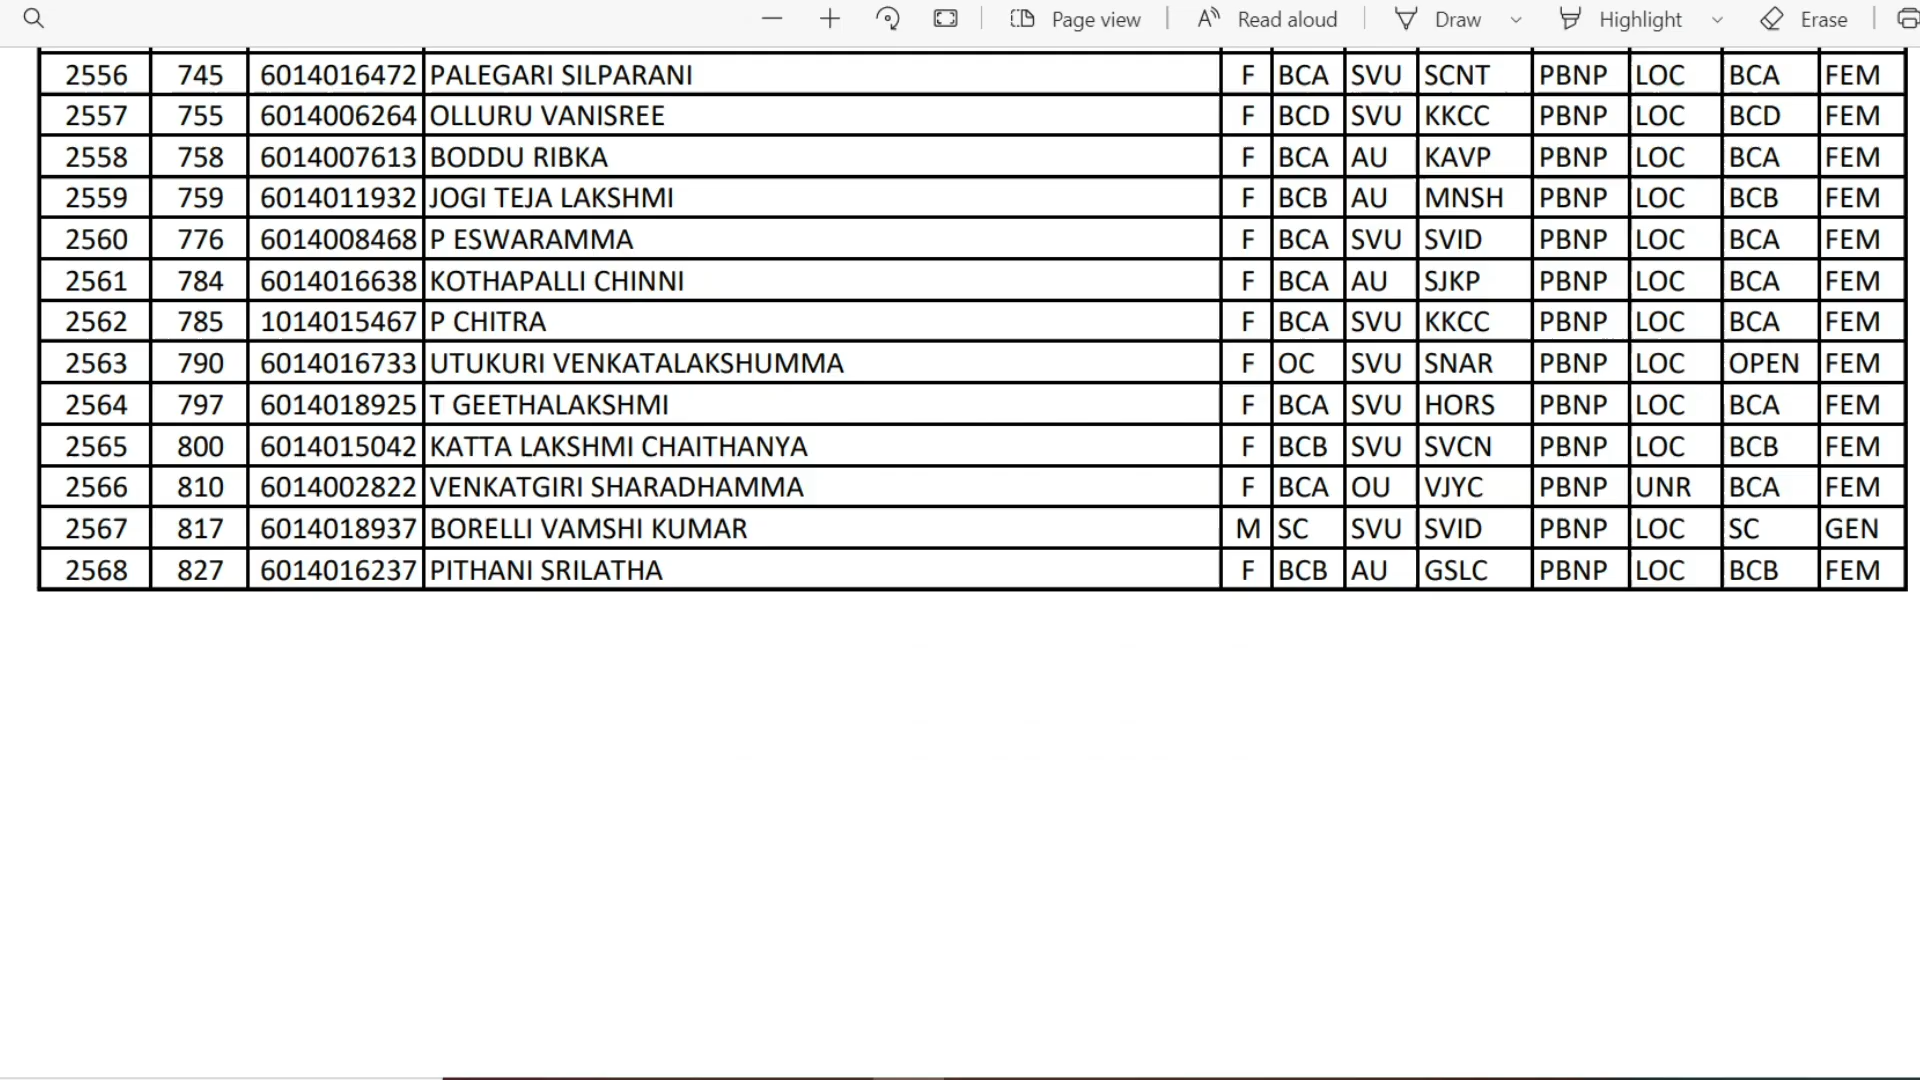 Page view Read aloud Draw Highlight Erase
2556 745 6014016472 PALEGARI SILPARANI F BCA SVU SCNT PBNP LOC BCA FEM
2557 755 6014006264 OLLURU VANISREE F BCD SVU KKCC PBNP LOC BCD FEM
2558 758 6014007613 BODDU RIBKA F BCA AU KAVP PBNP LOC BCA FEM
2559 759 6014011932 JOGI TEJA LAKSHMI F BCB AU MNSH PBNP LOC BCB FEM
2560 776 6014008468 P ESWARAMMA F BCA SVU SVID PBNP LOC BCA FEM
2561 784 6014016638 KOTHAPALLI CHINNI F BCA AU SJKP PBNP LOC BCA FEM
2562 785 1014015467 P CHITRA F BCA SVU KKCC PBNP LOC BCA FEM
2563 790 6014016733 UTUKURI VENKATALAKSHUMMA F OC SVU SNAR PBNP LOC OPEN FEM
2564 797 6014018925 T GEETHALAKSHMI F BCA SVU HORS PBNP LOC BCA FEM
2565 800 6014015042 KATTA LAKSHMI CHAITHANYA F BCB SVU SVCN PBNP LOC BCB FEM
2566 810 6014002822 VENKATGIRI SHARADHAMMA F BCA OU VJYC PBNP UNR BCA FEM
2567 817 6014018937 BORELLI VAMSHI KUMAR M SC SVU SVID PBNP LOC SC GEN
2568 827 6014016237 PITHANI SRILATHA F BCB AU GSLC PBNP LOC BCB FEM